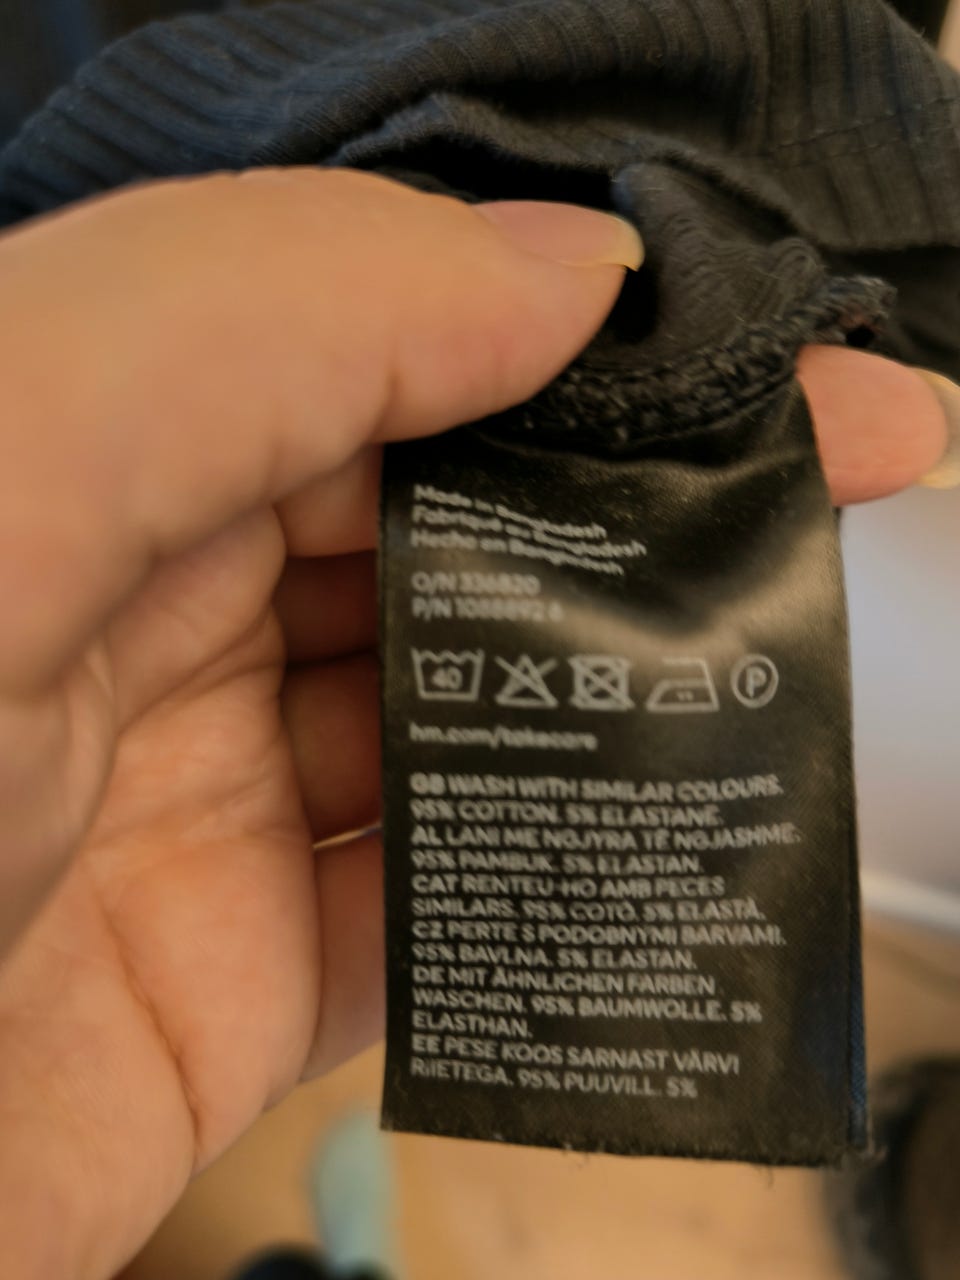 Made in Bangladesh
Fabriqué au Bangladesh
Hecho en Bangladesh
O/N 336820
P/N
40
P
hm.com/takecare
GB WASH WITH SIMILAR COLOURS.
95% COTTON. 5% ELASTANE.
AL LANI ME NGJYRA TË NGJASHME.
95% PAMBUK. 5% ELASTAN.
CAT RENTEU-HO AMB PECES
SIMILARS. 95% COTÓ. 5% ELASTÀ.
CZ PERTE S PODOBNÝMI BARVAMI.
95% BAVLNA. 5% ELASTAN.
DE MIT ÄHNLICHEN FARBEN
WASCHEN. 95% BAUMWOLLE. 5%
ELASTHAN.
EE PESE KOOS SARNAST VÄRVI
RIIETEGA. 95% PUUVILL. 5%